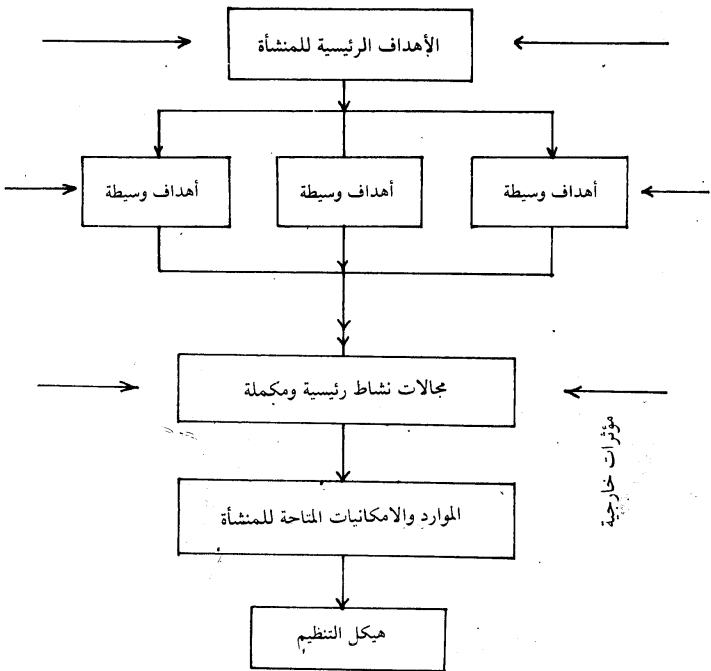 الأهداف الرئيسية للمنشأة
أهداف وسيطة
أهداف وسيطة
أهداف وسيطة
مجالات نشاط رئيسية ومكملة
مؤثرات خارجية
الموارد والامكانيات المتاحة للمنشأة
هيكل التنظيم